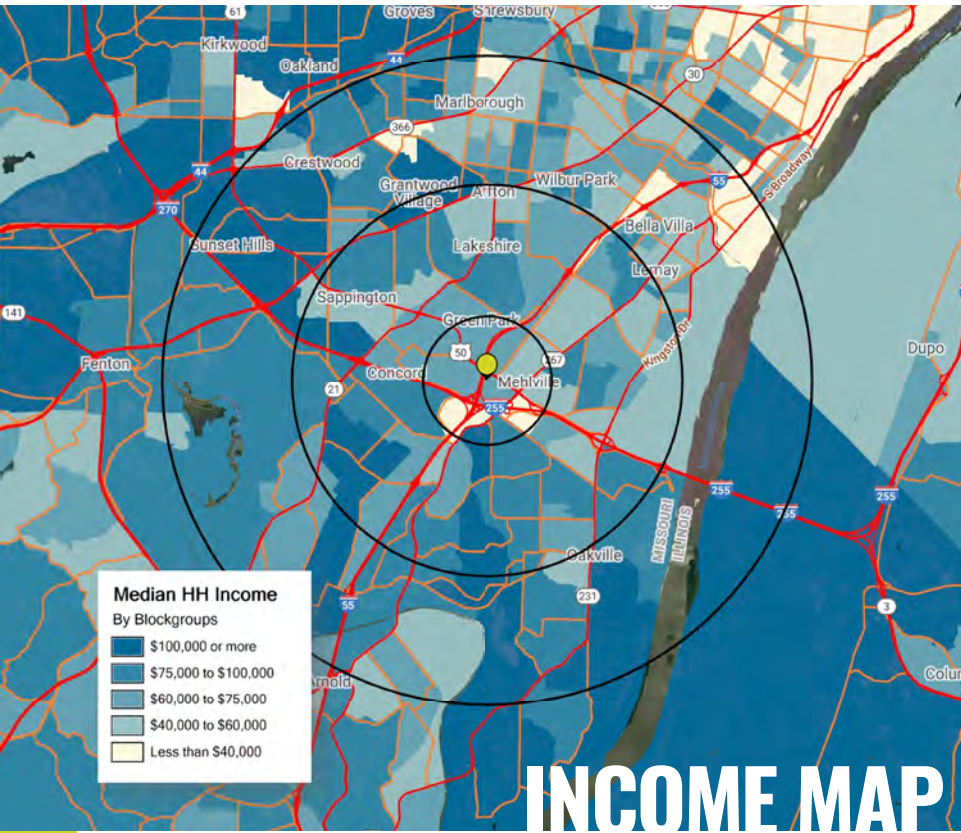 61
Groves
Shrewsbury
Kirkwood
Oakland
44
30
Marlborough
366
Crestwood
44
Grantwood
Village
Affton
Wilbur Park
55
S Broadway
270
Sunset Hills
Lakeshire
Bella Villa
Lemay
Sappington
141
Green Park
Kingston Dr
Dupo
Fenton
50
267
Concord
Mehlville
21
255
255
255
255
MISSOURI
ILLINOIS
Oakville
231
55
3
Arnold
Colu
Median HH Income
By Blockgroups
$100,000 or more
$75,000 to $100,000
$60,000 to $75,000
$40,000 to $60,000
Less than $40,000
INCOME MAP